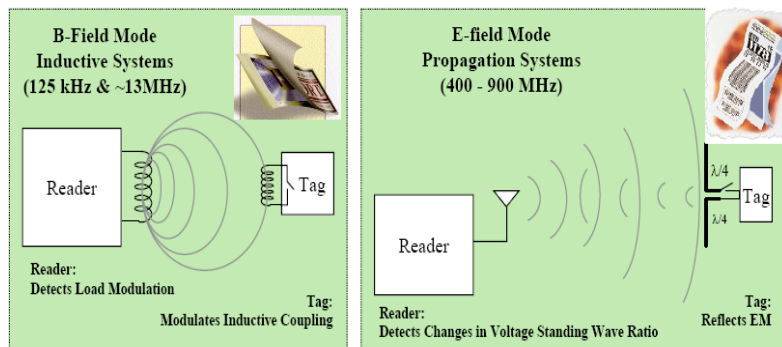 B-Field Mode
Inductive Systems
(125 kHz & ~13MHz)
Reader
Tag
Reader:
Detects Load Modulation
Tag:
Modulates Inductive Coupling
E-field Mode
Propagation Systems
(400 - 900 MHz)
Reader
λ/4
Tag
λ/4
Reader:
Detects Changes in Voltage Standing Wave Ratio
Tag:
Reflects EM